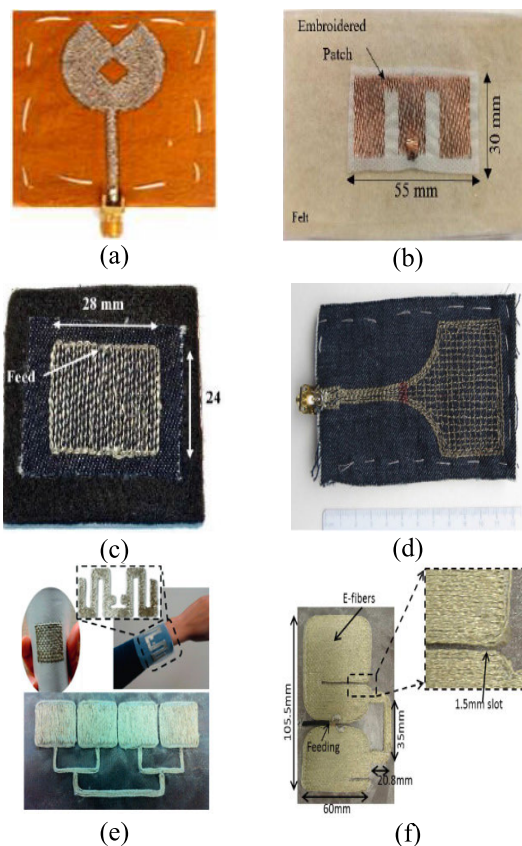 Embroidered
Patch
30 mm
55 mm
Felt
(a)
(b)
28 mm
Feed
24
(c)
(d)
E-fibers
105.5mm
1.5mm slot
Feeding
35mm
20.8mm
60mm
(e)
(f)